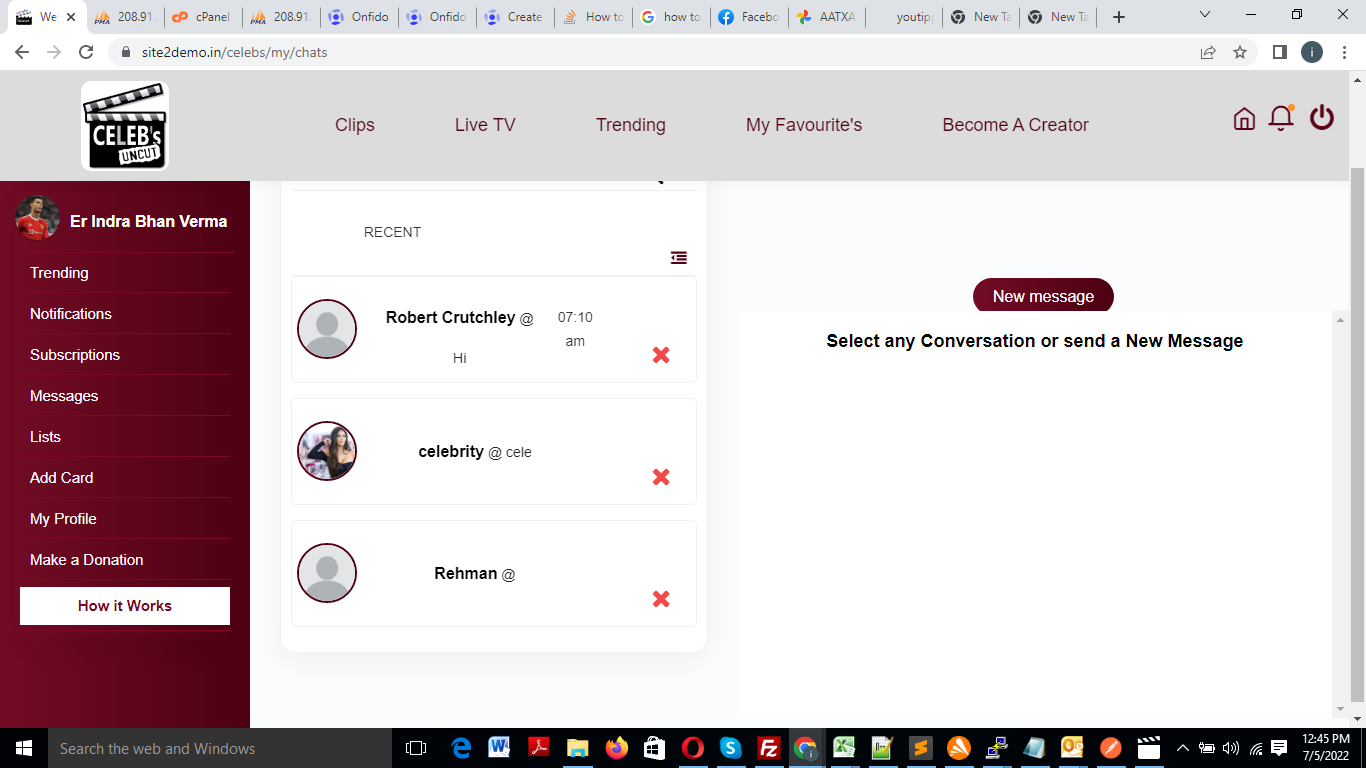 We
208.91.
cPanel
208.91.
Onfido
Onfido
Create
How to
how to
Facebo
AATXA
youtipp
New Ta
New Ta
site2demo.in/celebs/my/chats
i
CELEB's
UNCUT
Clips
Live TV
Trending
My Favourite's
Become A Creator
Er Indra Bhan Verma
Trending
Notifications
Subscriptions
Messages
Lists
Add Card
My Profile
Make a Donation
How it Works
RECENT
Robert Crutchley @
07:10
am
Hi
celebrity @ cele
Rehman @
New message
Select any Conversation or send a New Message
Search the web and Windows
12:45 PM
7/5/2022